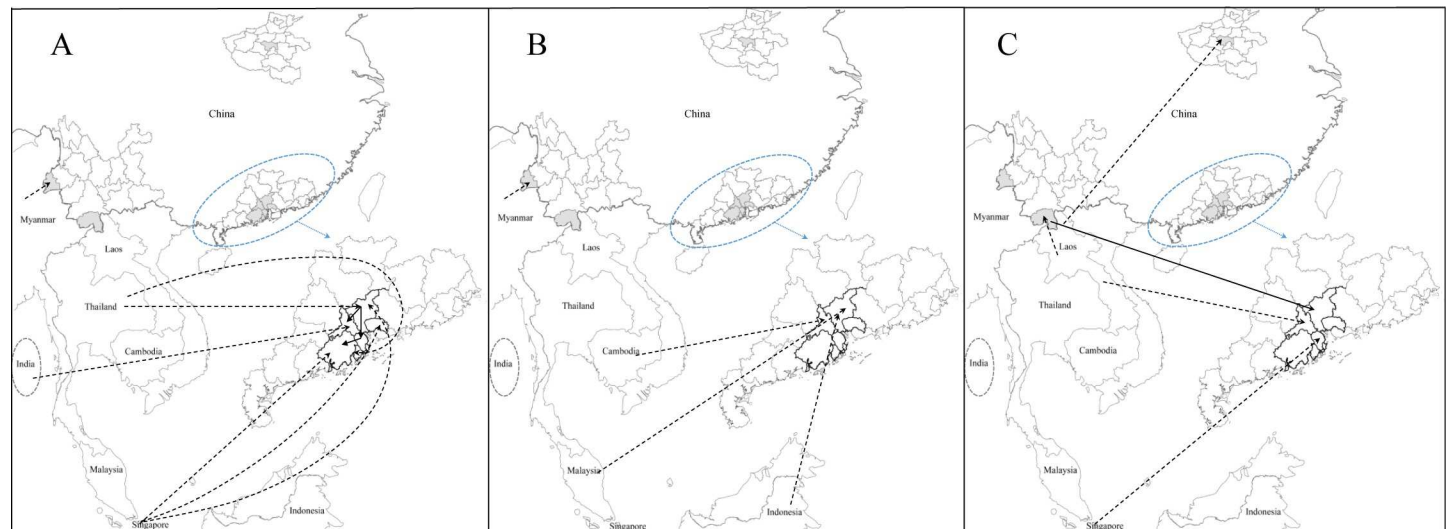 A
China
Myanmar
Laos
Thailand
Cambodia
India
Malaysia
Singapore
Indonesia
B
China
Myanmar
Laos
Thailand
Cambodia
India
Malaysia
Singapore
Indonesia
C
China
Myanmar
Laos
Thailand
Cambodia
India
Malaysia
Singapore
Indonesia